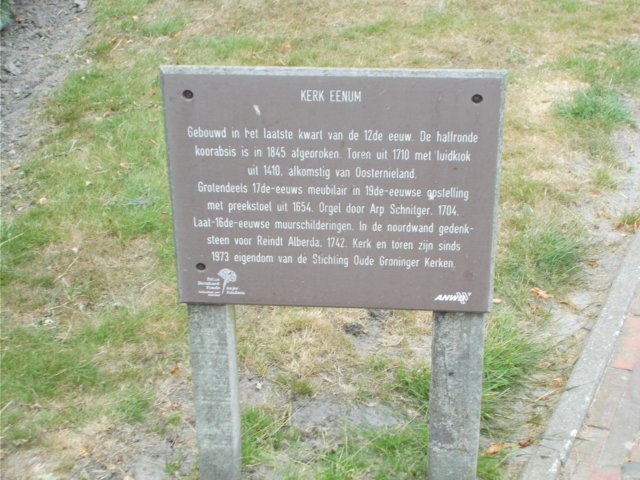 KERK EENUM
Gebouwd in het laatste kwart van de 12de eeuw. De halfronde
koorabsis is in 1845 afgebroken. Toren uit 1710 met luidklok
uit 1410, afkomstig van Oosternieland.
Grotendeels 17de-eeuws meubilair in 19de-eeuwse opstelling
met preekstoel uit 1654. Orgel door Arp Schnitger. 1704.
Laat-16de-eeuwse muurschilderingen. In de noordwand gedenk-
steen voor Reindt Alberda. 1742. Kerk en toren zijn sinds
1973 eigendom van de Stichting Oude Groninger Kerken.
Prins
Bernhard
Fonds
ANWB